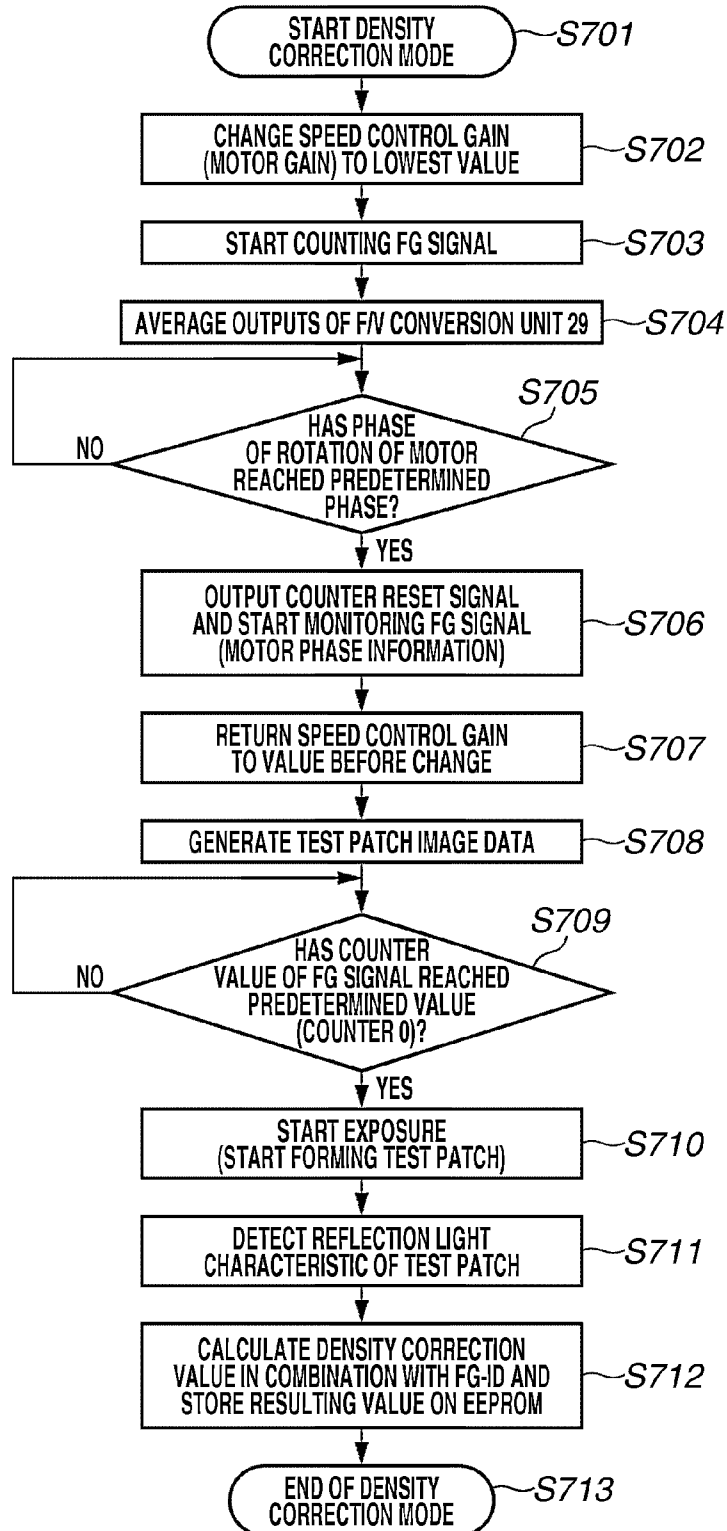 START DENSITY
CORRECTION MODE
S701
CHANGE SPEED CONTROL GAIN
(MOTOR GAIN) TO LOWEST VALUE
S702
START COUNTING FG SIGNAL
S703
AVERAGE OUTPUTS OF F/V CONVERSION UNIT 29
S704
S705
HAS PHASE
OF ROTATION OF MOTOR
REACHED PREDETERMINED
PHASE?
NO
YES
OUTPUT COUNTER RESET SIGNAL
AND START MONITORING FG SIGNAL
(MOTOR PHASE INFORMATION)
S706
RETURN SPEED CONTROL GAIN
TO VALUE BEFORE CHANGE
S707
GENERATE TEST PATCH IMAGE DATA
S708
S709
HAS COUNTER
VALUE OF FG SIGNAL REACHED
PREDETERMINED VALUE
(COUNTER 0)?
NO
YES
START EXPOSURE
(START FORMING TEST PATCH)
S710
DETECT REFLECTION LIGHT
CHARACTERISTIC OF TEST PATCH
S711
CALCULATE DENSITY CORRECTION
VALUE IN COMBINATION WITH FG-ID AND
STORE RESULTING VALUE ON EEPROM
S712
END OF DENSITY
CORRECTION MODE
S713